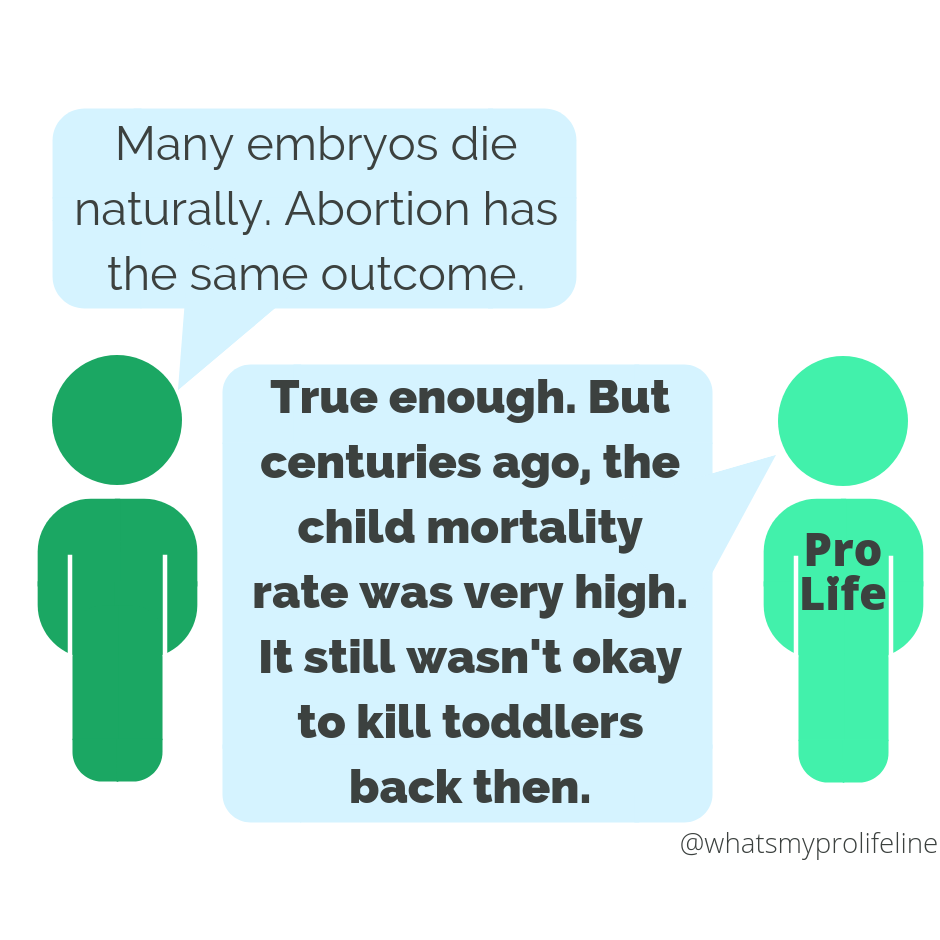 Many embryos die
naturally. Abortion has
the same outcome.
True enough. But
centuries ago, the
child mortality
rate was very high.
It still wasn't okay
to kill toddlers
back then.
Pro
Life
@whatsmyprolifeline